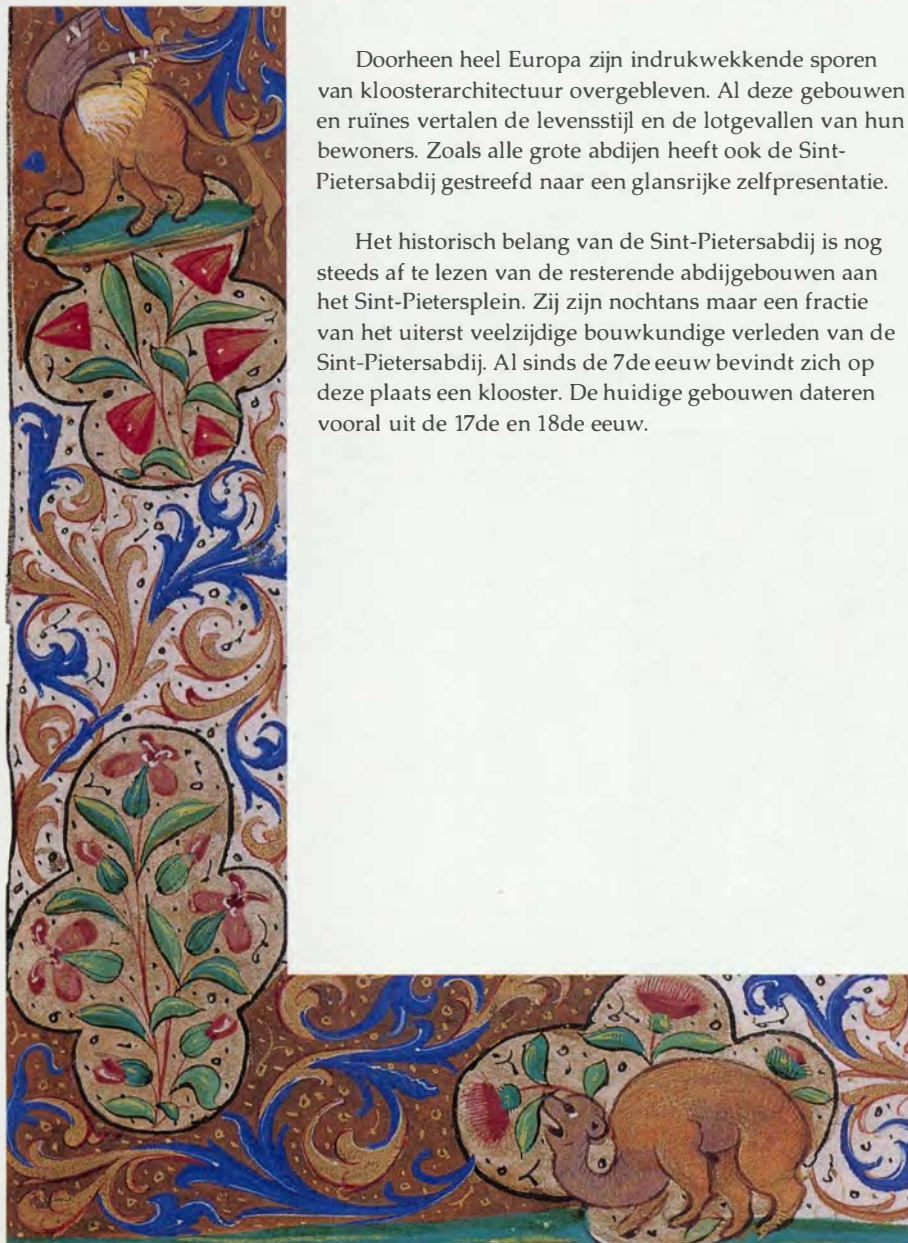 Doorheen heel Europa zijn indrukwekkende sporen
van kloosterarchitectuur overgebleven. Al deze gebouwen
en ruïnes vertalen de levensstijl en de lotgevallen van hun
bewoners. Zoals alle grote abdijen heeft ook de Sint-
Pietersabdij gestreefd naar een glansrijke zelfpresentatie.
Het historisch belang van de Sint-Pietersabdij is nog
steeds af te lezen van de resterende abdijgebouwen aan
het Sint-Pietersplein. Zij zijn nochtans maar een fractie
van het uiterst veelzijdige bouwkundige verleden van de
Sint-Pietersabdij. Al sinds de 7de eeuw bevindt zich op
deze plaats een klooster. De huidige gebouwen dateren
vooral uit de 17de en 18de eeuw.